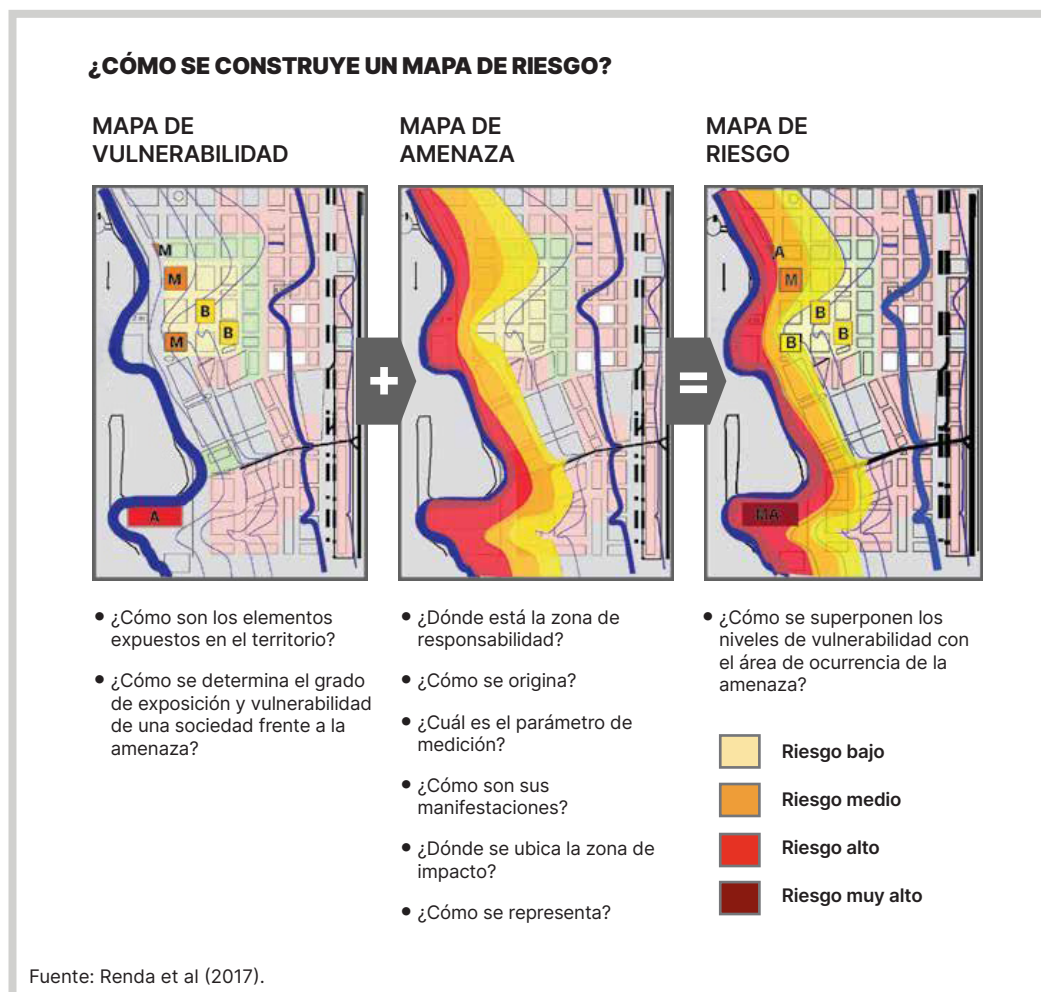 ¿CÓMO SE CONSTRUYE UN MAPA DE RIESGO?
MAPA DE
VULNERABILIDAD
M
M
B
B
M
A
• ¿Cómo son los elementos
expuestos en el territorio?
• ¿Cómo se determina el grado
de exposición y vulnerabilidad
de una sociedad frente a la
amenaza?
+
MAPA DE
AMENAZA
• ¿Dónde está la zona de
responsabilidad?
• ¿Cómo se origina?
• ¿Cuál es el parámetro de
medición?
• ¿Cómo son sus
manifestaciones?
• ¿Dónde se ubica la zona de
impacto?
• ¿Cómo se representa?
=
MAPA DE
RIESGO
A
M
B
B
B
MA
• ¿Cómo se superponen los
niveles de vulnerabilidad con
el área de ocurrencia de la
amenaza?
Riesgo bajo
Riesgo medio
Riesgo alto
Riesgo muy alto
Fuente: Renda et al (2017).